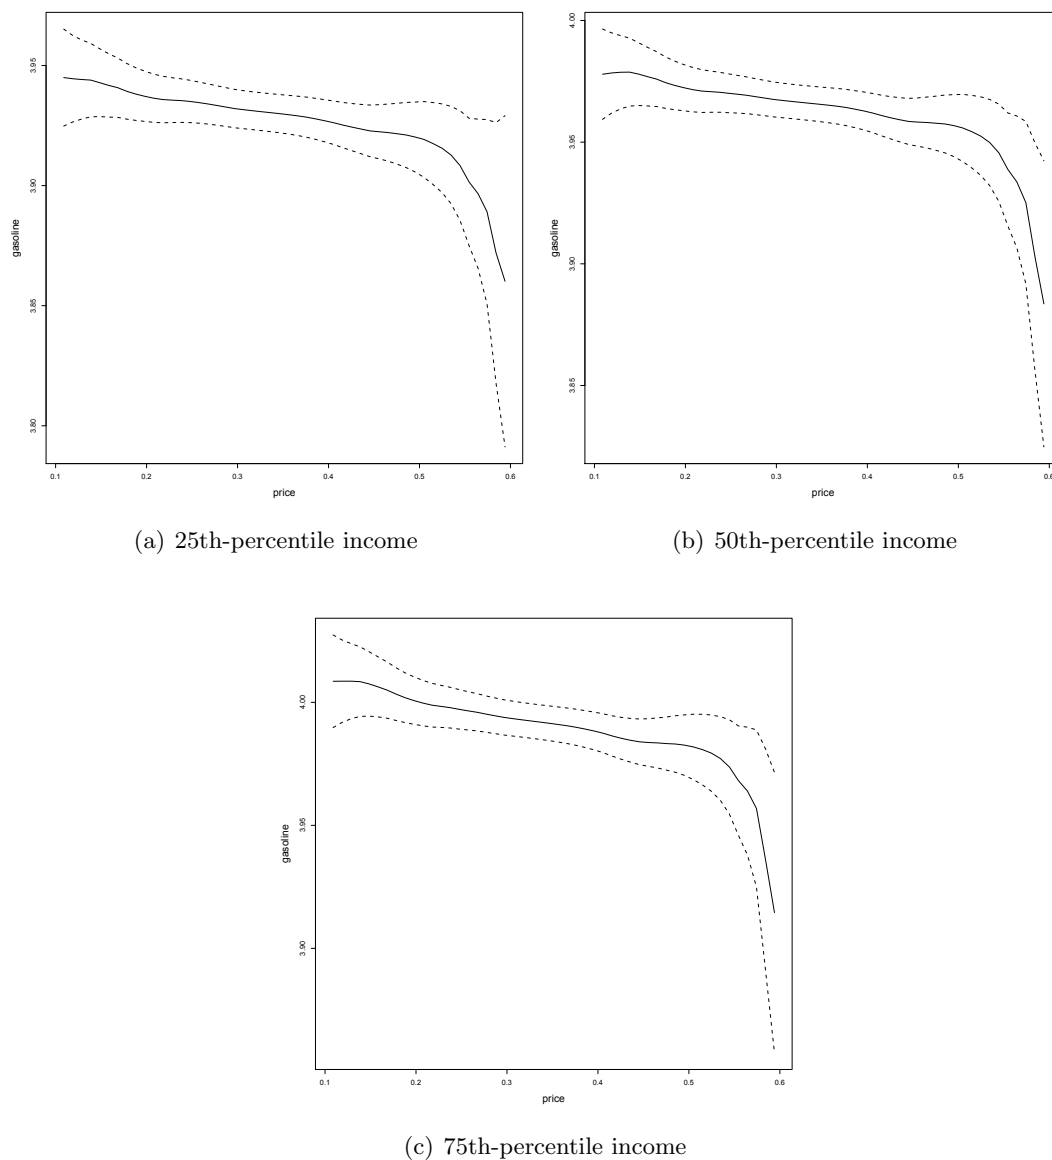 3.95
3.90
3.85
3.80
gasoline
0.1 0.2 0.3 0.4 0.5 0.6
price
(a) 25th-percentile income
4.00
3.95
3.90
3.85
gasoline
0.1 0.2 0.3 0.4 0.5 0.6
price
(b) 50th-percentile income
4.00
3.95
3.90
gasoline
0.1 0.2 0.3 0.4 0.5 0.6
price
(c) 75th-percentile income